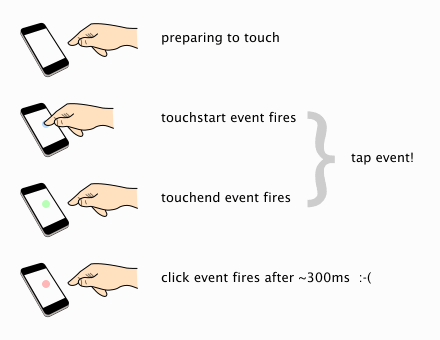 preparing to touch
touchstart event fires
tap event!
touchend event fires
click event fires after ~300ms  :-(